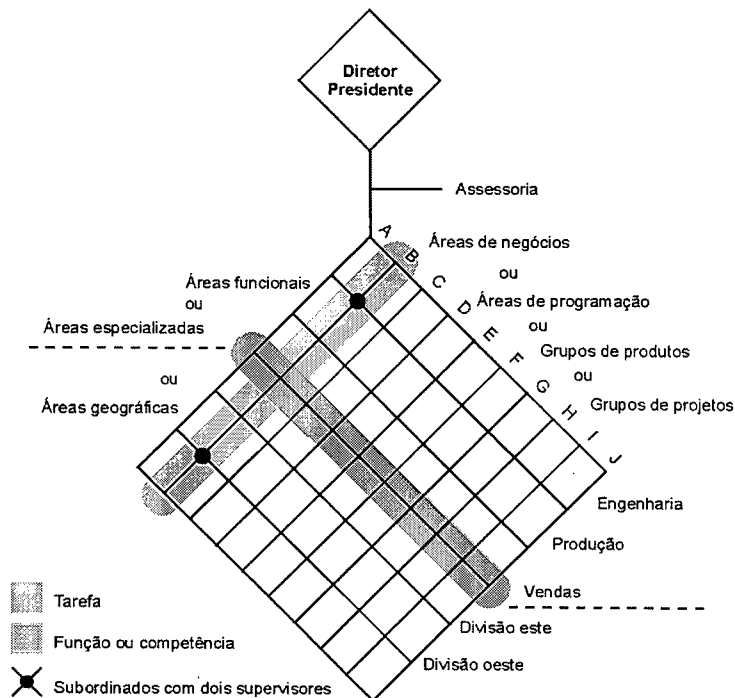 Diretor
Presidente
Assessoria
A
B
C
D
E
F
G
H
I
J
Áreas de negócios
ou
Áreas de programação
ou
Grupos de produtos
ou
Grupos de projetos
Áreas funcionais
ou
Áreas especializadas
ou
Áreas geográficas
Engenharia
Produção
Vendas
Divisão este
Divisão oeste
Tarefa
Função ou competência
Subordinados com dois supervisores